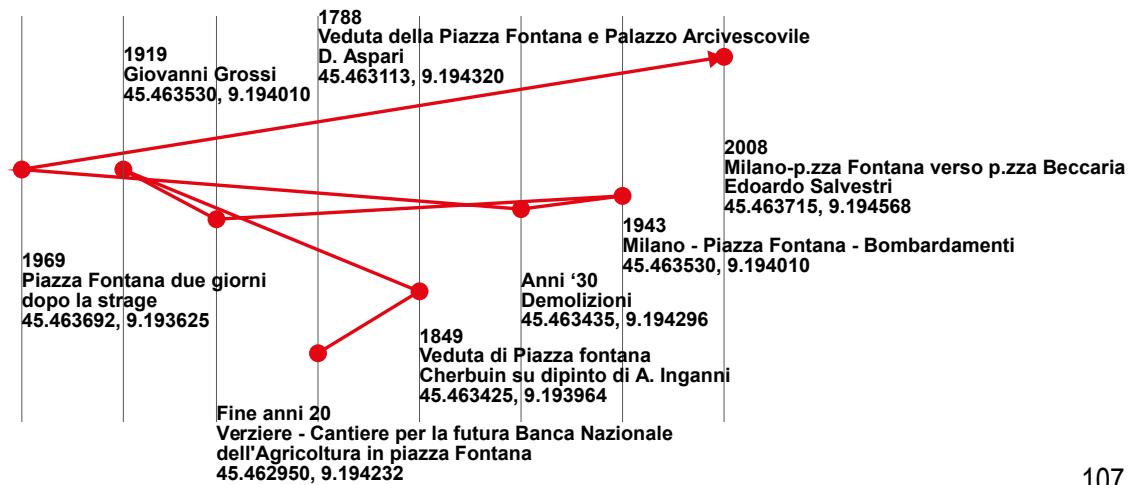 1788
Veduta della Piazza Fontana e Palazzo Arcivescovile
D. Aspari
45.463113, 9.194320
1919
Giovanni Grossi
45.463530, 9.194010
2008
Milano-p.zza Fontana verso p.zza Beccaria
Edoardo Salvestri
45.463715, 9.194568
1943
Milano - Piazza Fontana - Bombardamenti
45.463530, 9.194010
1969
Piazza Fontana due giorni
dopo la strage
45.463692, 9.193625
Anni ‘30
Demolizioni
45.463435, 9.194296
1849
Veduta di Piazza fontana
Cherbuin su dipinto di A. Inganni
45.463425, 9.193964
Fine anni 20
Verziere - Cantiere per la futura Banca Nazionale
dell'Agricoltura in piazza Fontana
45.462950, 9.194232
107